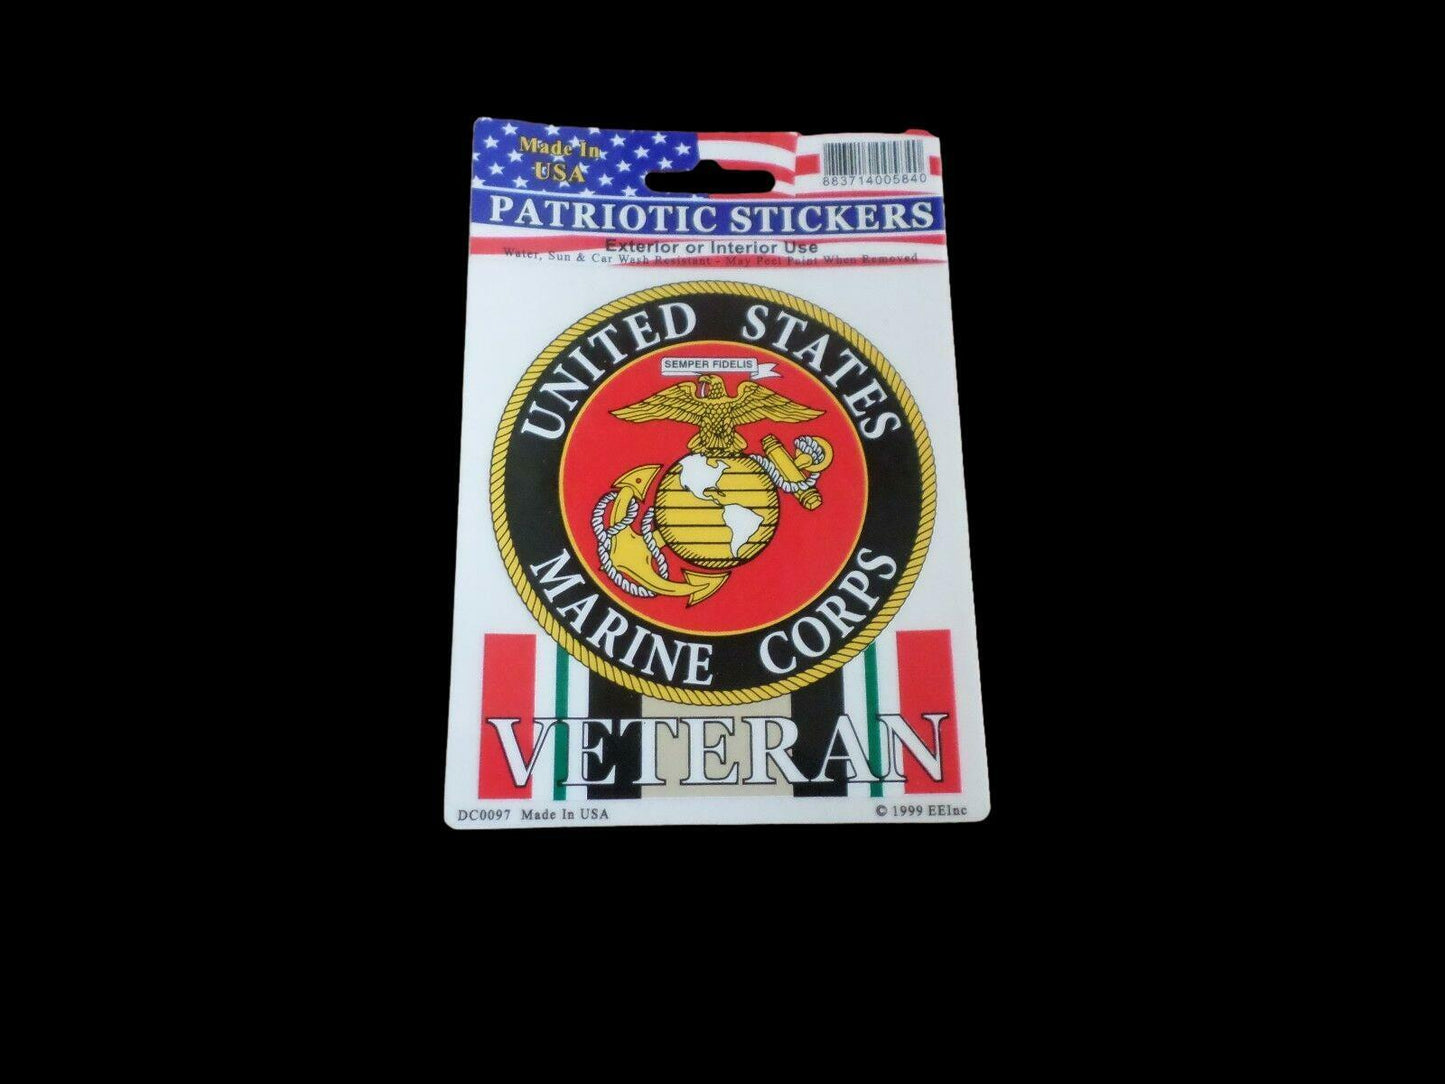 Made In
USA
883714005840
PATRIOTIC STICKERS
Exterior or Interior Use
Water, Sun & Car Wash Resistant - May Peel Paint When Removed
UNITED STATES
SEMPER FIDELIS
MARINE CORPS
VETERAN
DC0097 Made In USA
© 1999 EEInc